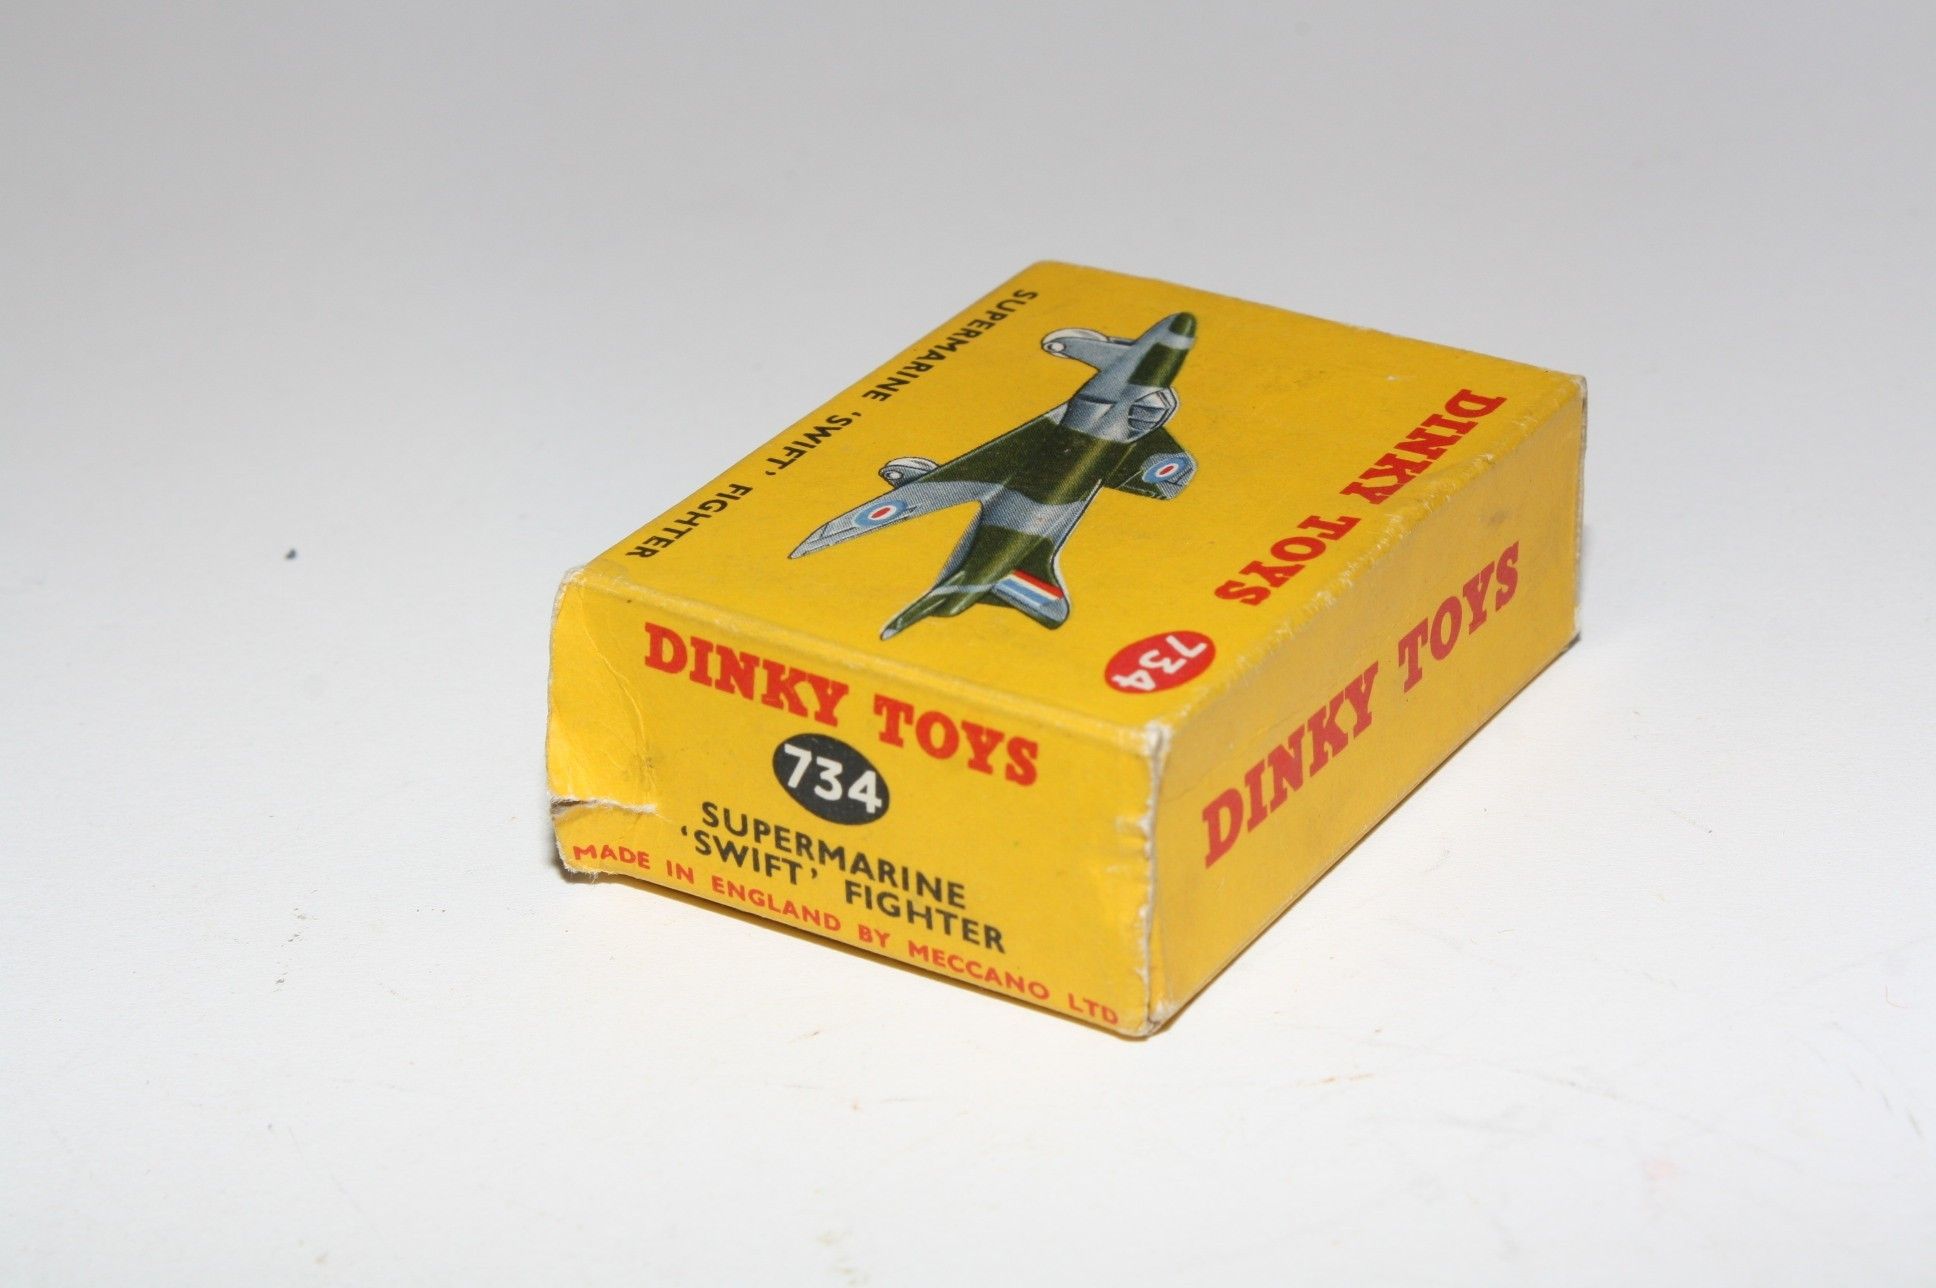 SUPERMARINE 'SWIFT' FIGHTER
DINKY TOYS
734
DINKY TOYS
734
SUPERMARINE
'SWIFT' FIGHTER
MADE IN ENGLAND BY MECCANO LTD
DINKY TOYS